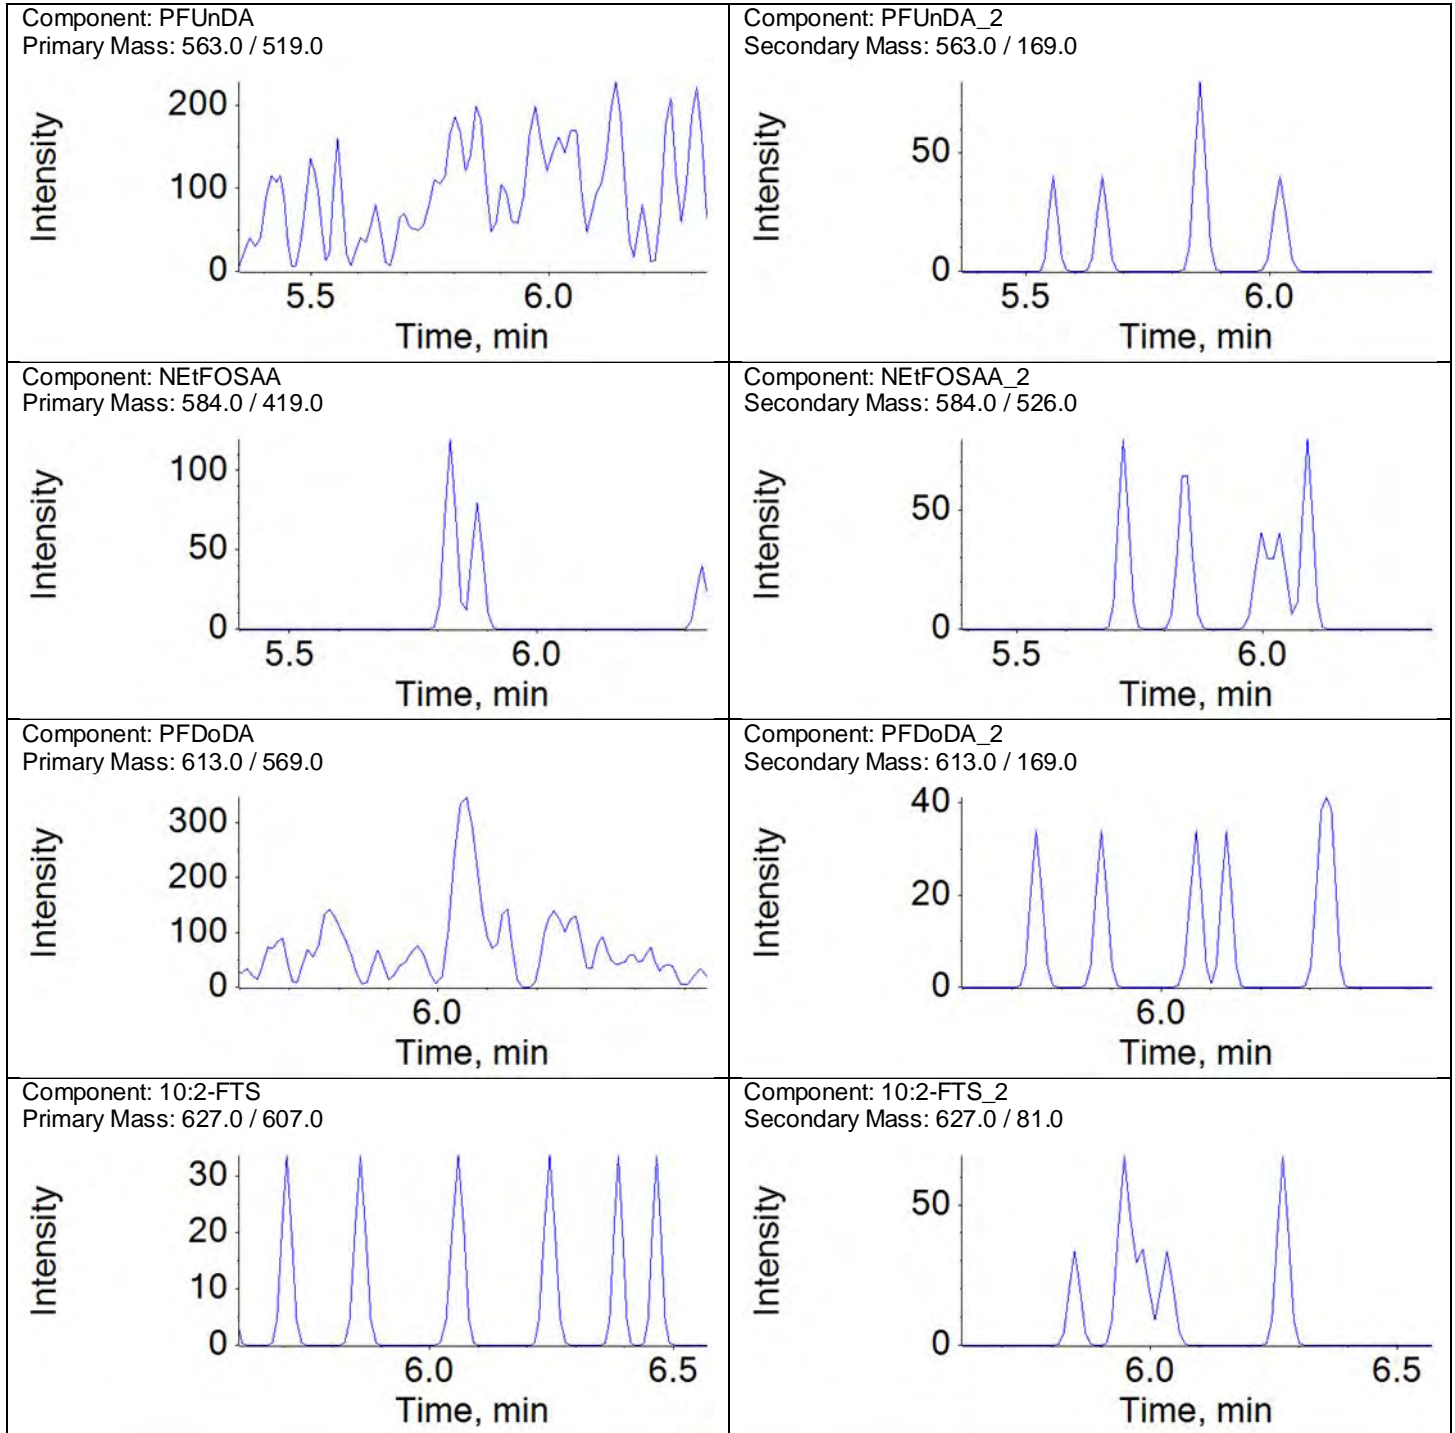 Component: PFUnDA
Primary Mass: 563.0 / 519.0
Intensity
200
100
0
5.5 6.0
Time, min
Component: PFUnDA_2
Secondary Mass: 563.0 / 169.0
Intensity
50
0
5.5 6.0
Time, min
Component: NEtFOSAA
Primary Mass: 584.0 / 419.0
Intensity
100
50
0
5.5 6.0
Time, min
Component: NEtFOSAA_2
Secondary Mass: 584.0 / 526.0
Intensity
50
0
5.5 6.0
Time, min
Component: PFDoDA
Primary Mass: 613.0 / 569.0
Intensity
300
200
100
0
6.0
Time, min
Component: PFDoDA_2
Secondary Mass: 613.0 / 169.0
Intensity
40
20
0
6.0
Time, min
Component: 10:2-FTS
Primary Mass: 627.0 / 607.0
Intensity
30
20
10
0
6.0 6.5
Time, min
Component: 10:2-FTS_2
Secondary Mass: 627.0 / 81.0
Intensity
50
0
6.0 6.5
Time, min